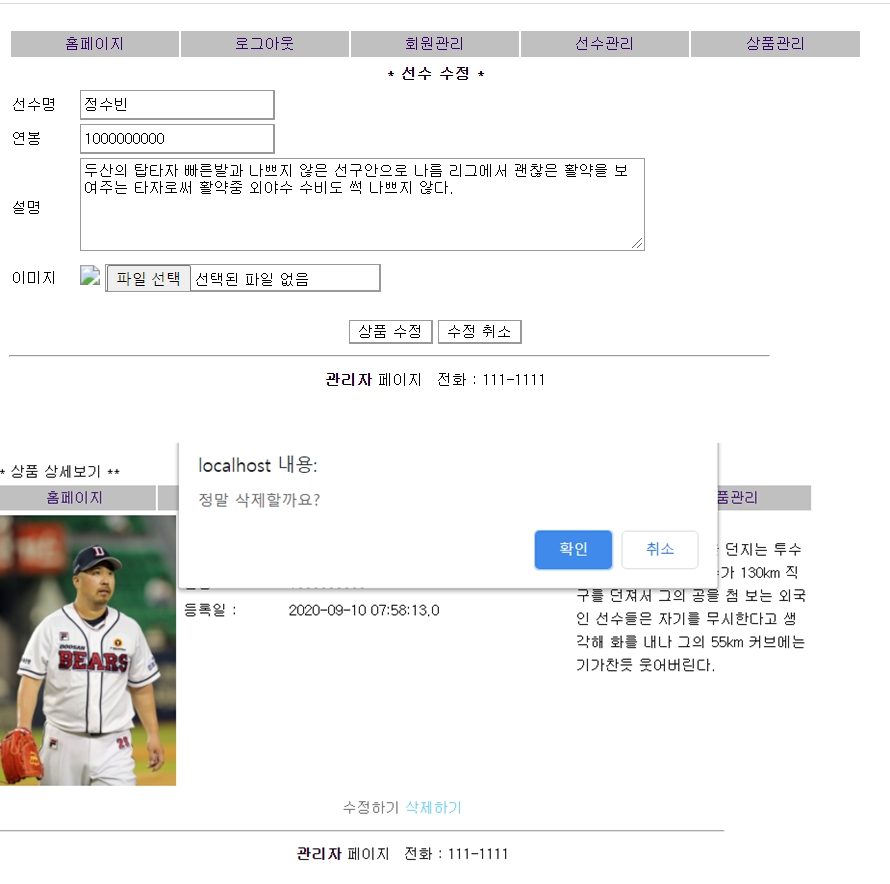 홈페이지 로그아웃 회원관리 선수관리 상품관리
* 선수 수정 *
선수명 정수빈
연봉 1000000000
설명 두산의 탑타자 빠른발과 나쁘지 않은 선구안으로 나름 리그에서 괜찮은 활약을 보
여주는 타자로써 활약중 외야수 수비도 썩 나쁘지 않다.
이미지 파일 선택 선택된 파일 없음
상품 수정 수정 취소
관리자 페이지 전화 : 111-1111
* 상품 상세보기 **
홈페이지 품관리
localhost 내용:
정말 삭제할까요?
확인 취소
던지는 투수
가 130km 직
구를 던져서 그의 공을 첨 보는 외국
등록일 : 2020-09-10 07:58:13.0
인 선수들은 자기를 무시한다고 생
각해 화를 내나 그의 55km 커브에는
기가찬듯 웃어버린다.
DOOSAN
BEARS
수정하기 삭제하기
관리자 페이지 전화 : 111-1111